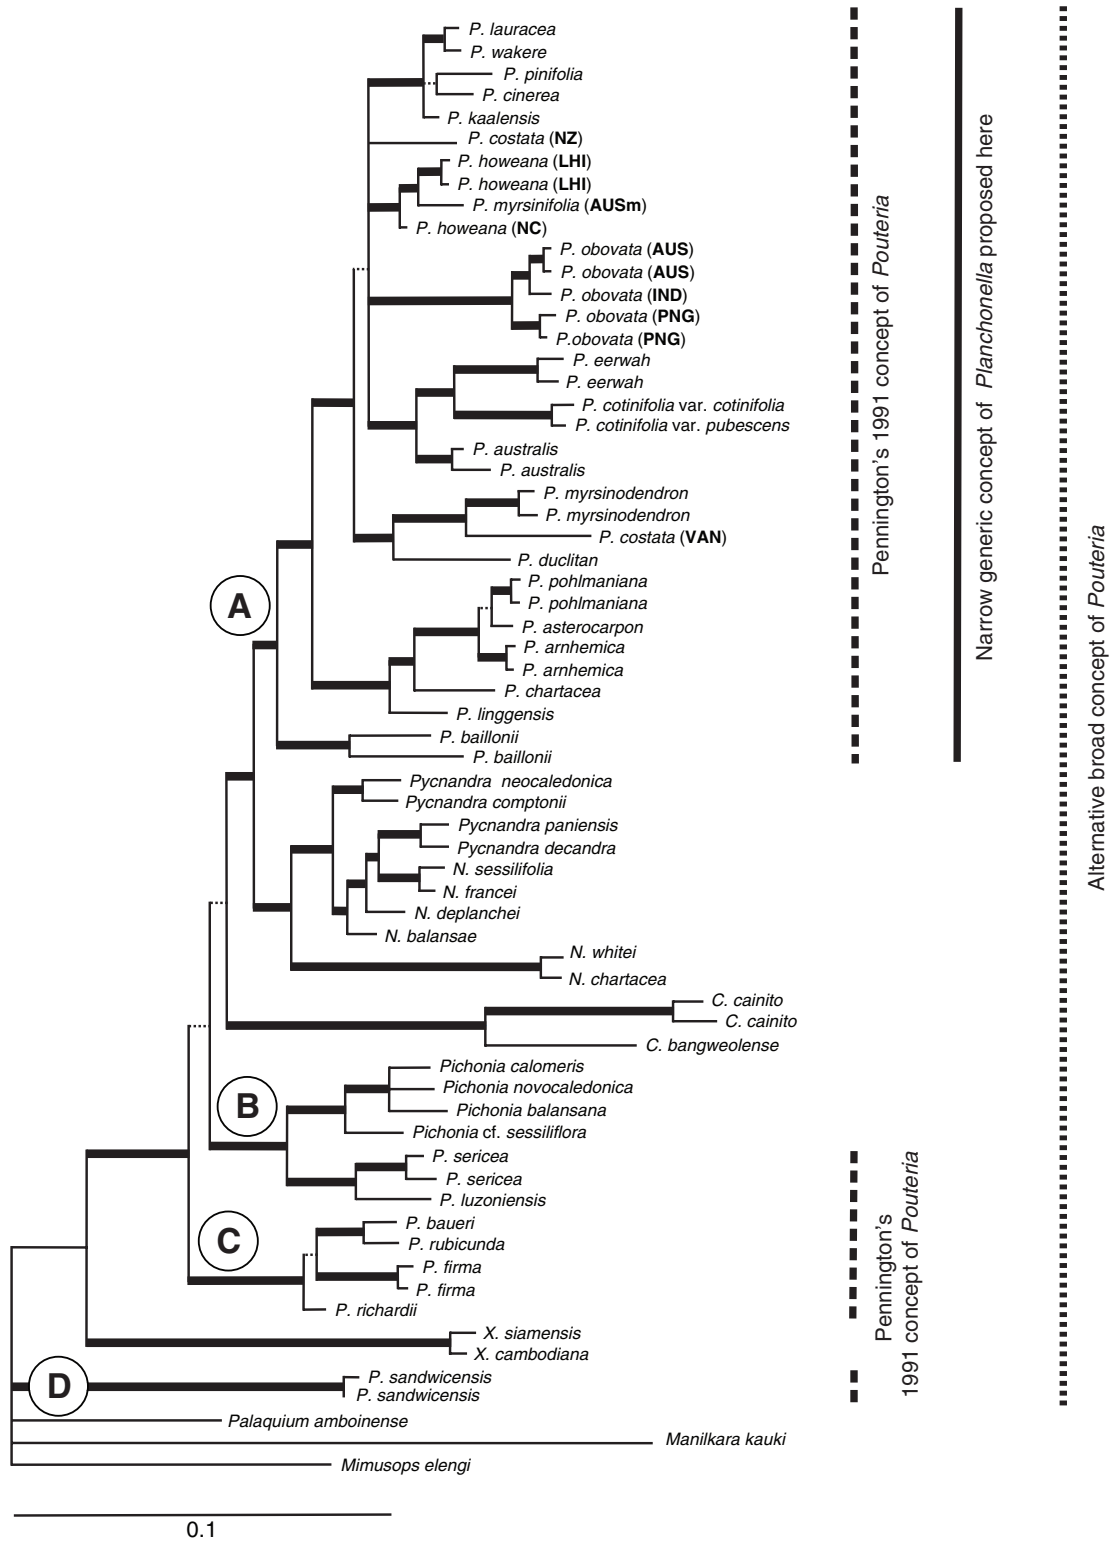 P. lauracea
P. wakere
P. pinifolia
P. cinerea
P. kaalensis
P. costata (NZ)
P. howeana (LHI)
P. howeana (LHI)
P. myrsinifolia (AUSm)
P. howeana (NC)
P. obovata (AUS)
P. obovata (AUS)
P. obovata (IND)
P. obovata (PNG)
P.obovata (PNG)
P. eerwah
P. eerwah
P. cotinifolia var. cotinifolia
P. cotinifolia var. pubescens
P. australis
P. australis
P. myrsinodendron
P. myrsinodendron
P. costata (VAN)
P. duclitan
P. pohlmaniana
P. pohlmaniana
P. asterocarpon
P. arnhemica
P. arnhemica
P. chartacea
P. linggensis
P. baillonii
P. baillonii
A
Pycnandra neocaledonica
Pycnandra comptonii
Pycnandra paniensis
Pycnandra decandra
N. sessilifolia
N. francei
N. deplanchei
N. balansae
N. whitei
N. chartacea
C. cainito
C. cainito
C. bangweolense
Pichonia calomeris
Pichonia novocaledonica
Pichonia balansana
Pichonia cf. sessiliflora
B
P. sericea
P. sericea
P. luzoniensis
P. baueri
P. rubicunda
C
P. firma
P. firma
P. richardii
X. siamensis
X. cambodiana
P. sandwicensis
P. sandwicensis
D
Palaquium amboinense
Manilkara kauki
Mimusops elengi
0.1
Pennington's 1991 concept of Pouteria
Narrow generic concept of Planchonella proposed here
Alternative broad concept of Pouteria
Pennington's
1991 concept of Pouteria